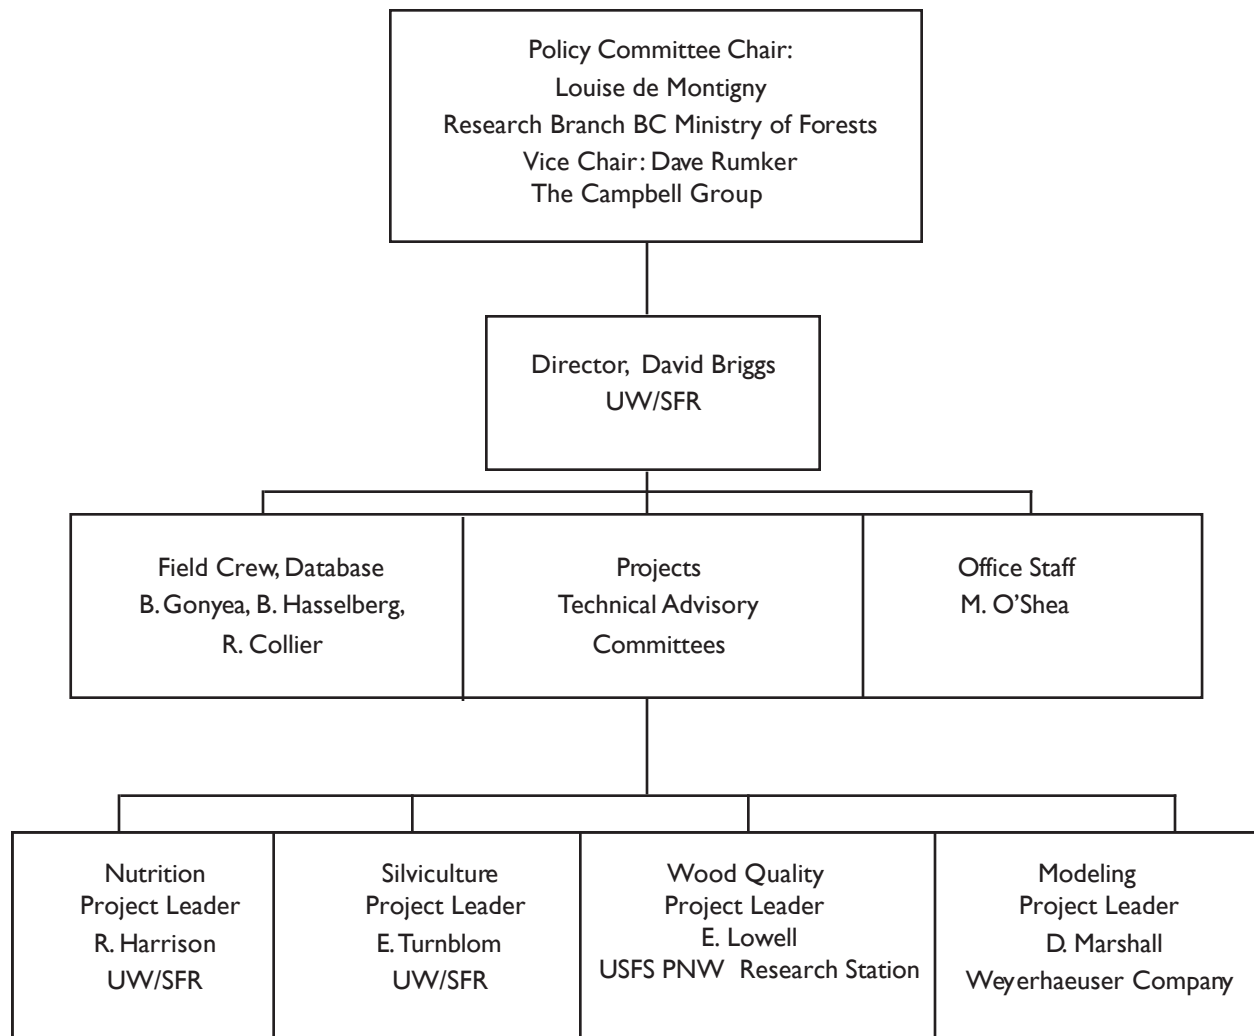 Policy Committee Chair:
Louise de Montigny
Research Branch BC Ministry of Forests
Vice Chair: Dave Rumker
The Campbell Group
Director, David Briggs
UW/SFR
Field Crew, Database
B. Gonyea, B. Hasselberg,
R. Collier
Projects
Technical Advisory
Committees
Office Staff
M. O'Shea
Nutrition
Project Leader
R. Harrison
UW/SFR
Silviculture
Project Leader
E. Turnblom
UW/SFR
Wood Quality
Project Leader
E. Lowell
USFS PNW Research Station
Modeling
Project Leader
D. Marshall
Weyerhaeuser Company